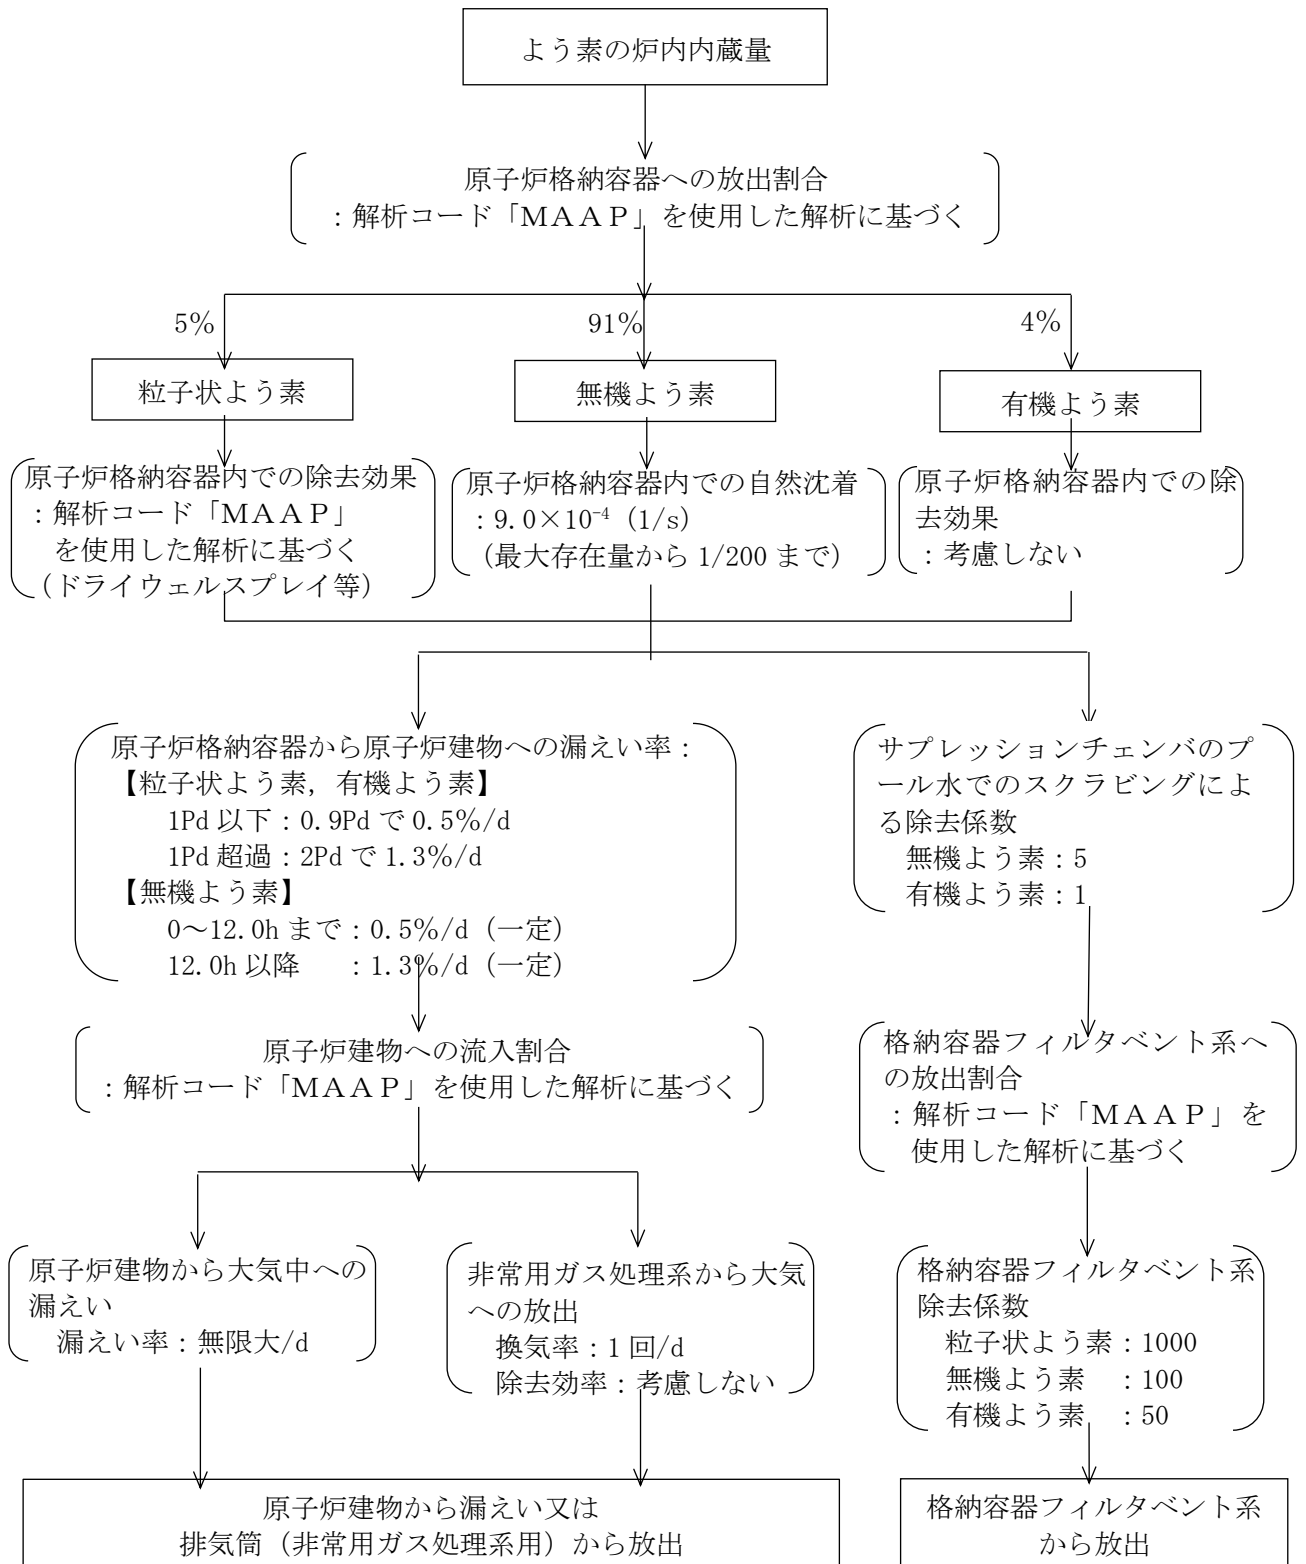 よう素の炉内内蔵量
原子炉格納容器への放出割合
：解析コード「ＭＡＡＰ」を使用した解析に基づく
5%
91%
4%
粒子状よう素
無機よう素
有機よう素
原子炉格納容器内での除去効果
：解析コード「ＭＡＡＰ」
を使用した解析に基づく
（ドライウェルスプレイ等）
原子炉格納容器内での自然沈着
：9.0×10⁻⁴（1/s）
（最大存在量から 1/200 まで）
原子炉格納容器内での除
去効果
：考慮しない
原子炉格納容器から原子炉建物への漏えい率：
【粒子状よう素，有機よう素】
1Pd 以下：0.9Pd で 0.5%/d
1Pd 超過：2Pd で 1.3%/d
【無機よう素】
0～12.0h まで：0.5%/d（一定）
12.0h 以降　：1.3%/d（一定）
サプレッションチェンバのプ
ール水でのスクラビングによ
る除去係数
無機よう素：5
有機よう素：1
原子炉建物への流入割合
：解析コード「ＭＡＡＰ」を使用した解析に基づく
格納容器フィルタベント系へ
の放出割合
：解析コード「ＭＡＡＰ」を
使用した解析に基づく
原子炉建物から大気中への
漏えい
漏えい率：無限大/d
非常用ガス処理系から大気
への放出
換気率：1 回/d
除去効率：考慮しない
格納容器フィルタベント系
除去係数
粒子状よう素：1000
無機よう素　：100
有機よう素　：50
原子炉建物から漏えい又は
排気筒（非常用ガス処理系用）から放出
格納容器フィルタベント系
から放出